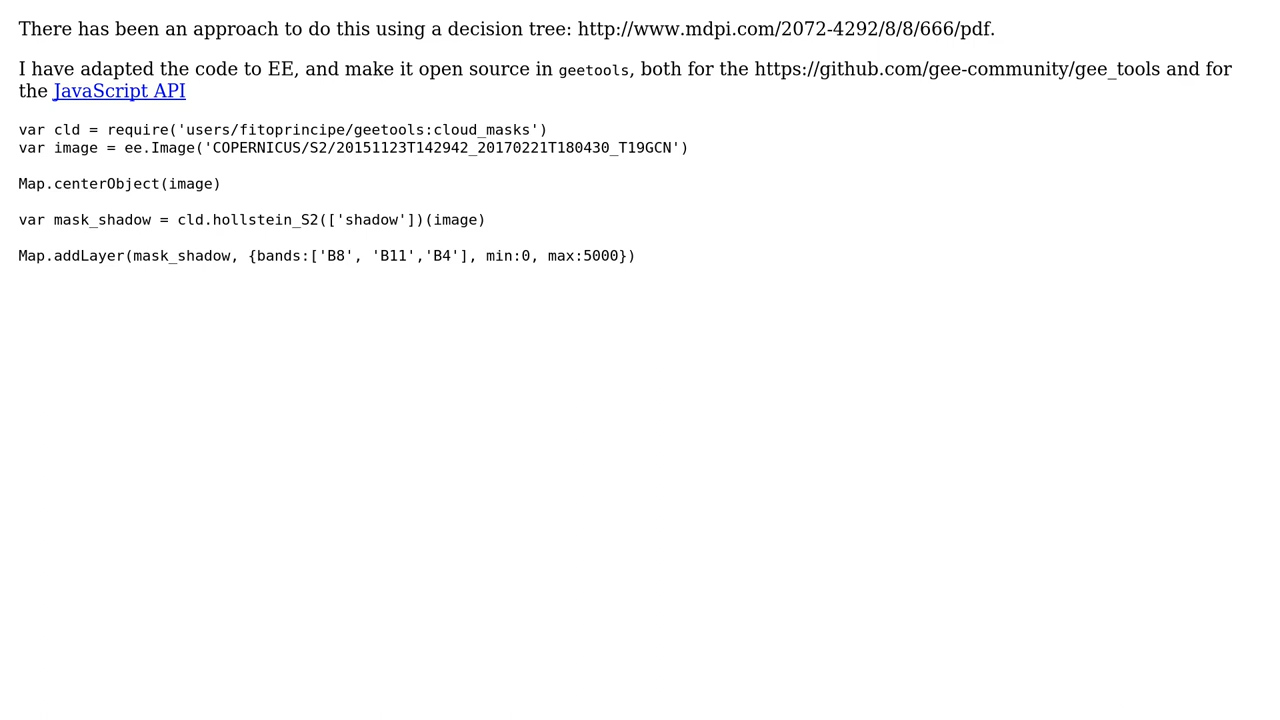 There has been an approach to do this using a decision tree: http://www.mdpi.com/2072-4292/8/8/666/pdf.
I have adapted the code to EE, and make it open source in geetools, both for the https://github.com/gee-community/gee_tools and for
the JavaScript API
var cld = require('users/fitoprincipe/geetools:cloud_masks')
var image = ee.Image('COPERNICUS/S2/20151123T142942_20170221T180430_T19GCN')
Map.centerObject(image)
var mask_shadow = cld.hollstein_S2(['shadow'])(image)
Map.addLayer(mask_shadow, {bands:['B8', 'B11','B4'], min:0, max:5000})